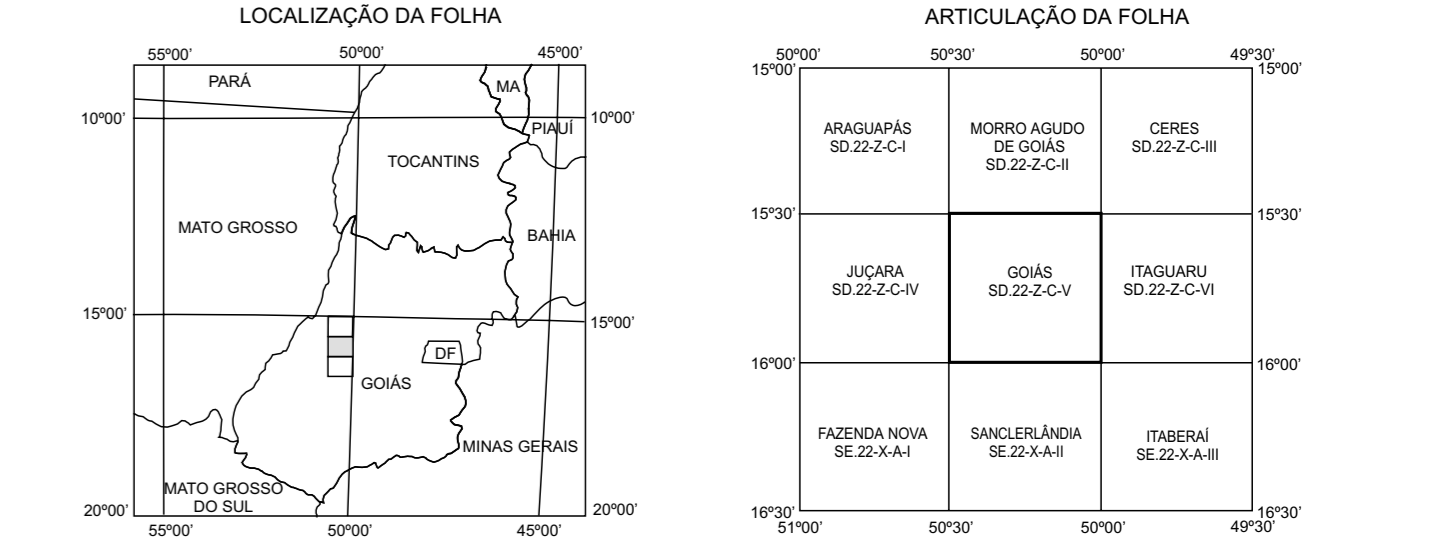 LOCALIZAÇÃO DA FOLHA
55º00’
50º00’
45º00’
PARÁ
MA
10º00’
10º00’
PIAUÍ
TOCANTINS
MATO GROSSO
BAHIA
15º00’
15º00’
DF
GOIÁS
MINAS GERAIS
MATO GROSSO
DO SUL
20º00’
20º00’
55º00’
50º00’
45º00’
ARTICULAÇÃO DA FOLHA
50º00’
50º30’
50º00’
49º30’
15º00’
15º00’
ARAGUAPÁS
SD.22-Z-C-I
MORRO AGUDO
DE GOIÁS
SD.22-Z-C-II
CERES
SD.22-Z-C-III
15º30’
15º30’
JUÇARA
SD.22-Z-C-IV
GOIÁS
SD.22-Z-C-V
ITAGUARU
SD.22-Z-C-VI
16º00’
16º00’
FAZENDA NOVA
SE.22-X-A-I
SANCLERLÂNDIA
SE.22-X-A-II
ITABERAÍ
SE.22-X-A-III
16º30’
16º30’
51º00’
50º30’
50º00’
49º30’